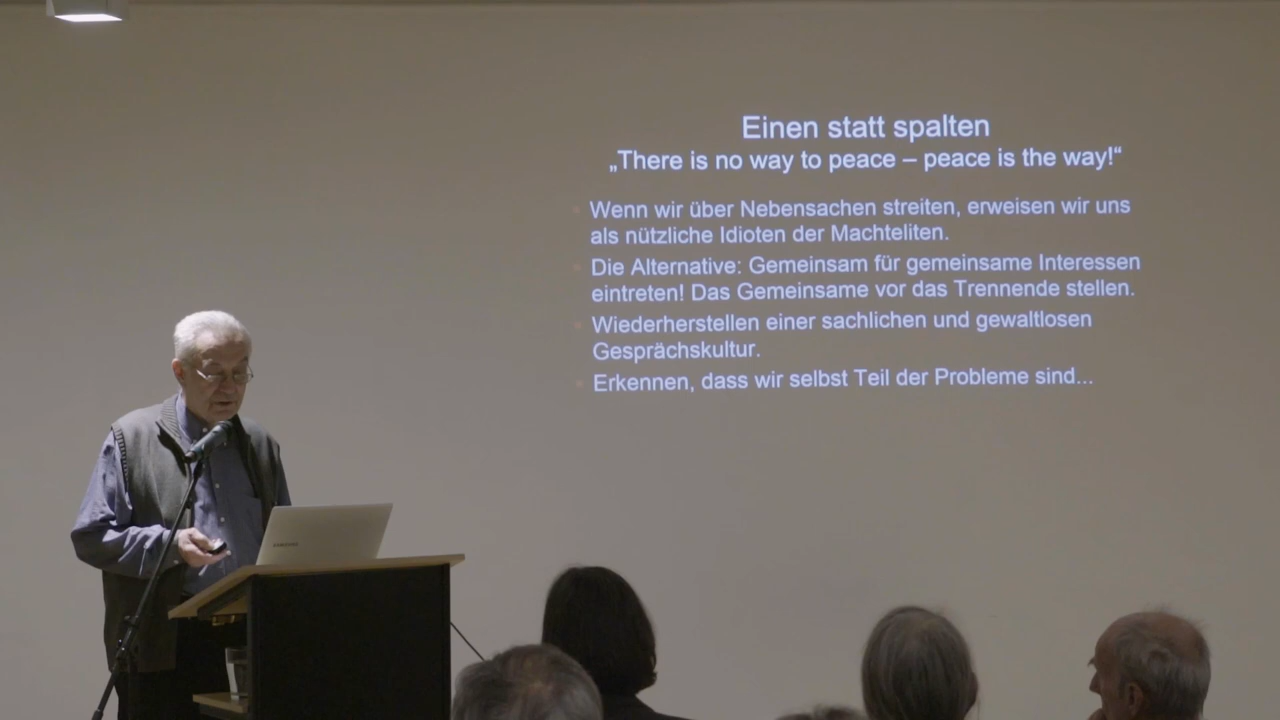 Einen statt spalten
„There is no way to peace – peace is the way!“
Wenn wir über Nebensachen streiten, erweisen wir uns
als nützliche Idioten der Machteliten.
Die Alternative: Gemeinsam für gemeinsame Interessen
eintreten! Das Gemeinsame vor das Trennende stellen.
Wiederherstellen einer sachlichen und gewaltlosen
Gesprächskultur.
Erkennen, dass wir selbst Teil der Probleme sind...
SAMSUNG